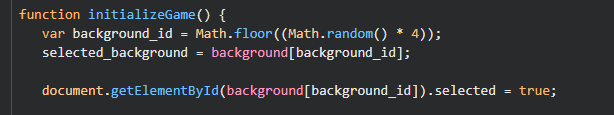 function initializeGame() {
var background_id = Math.floor((Math.random() * 4));
selected_background = background[background_id];
document.getElementById(background[background_id]).selected = true;